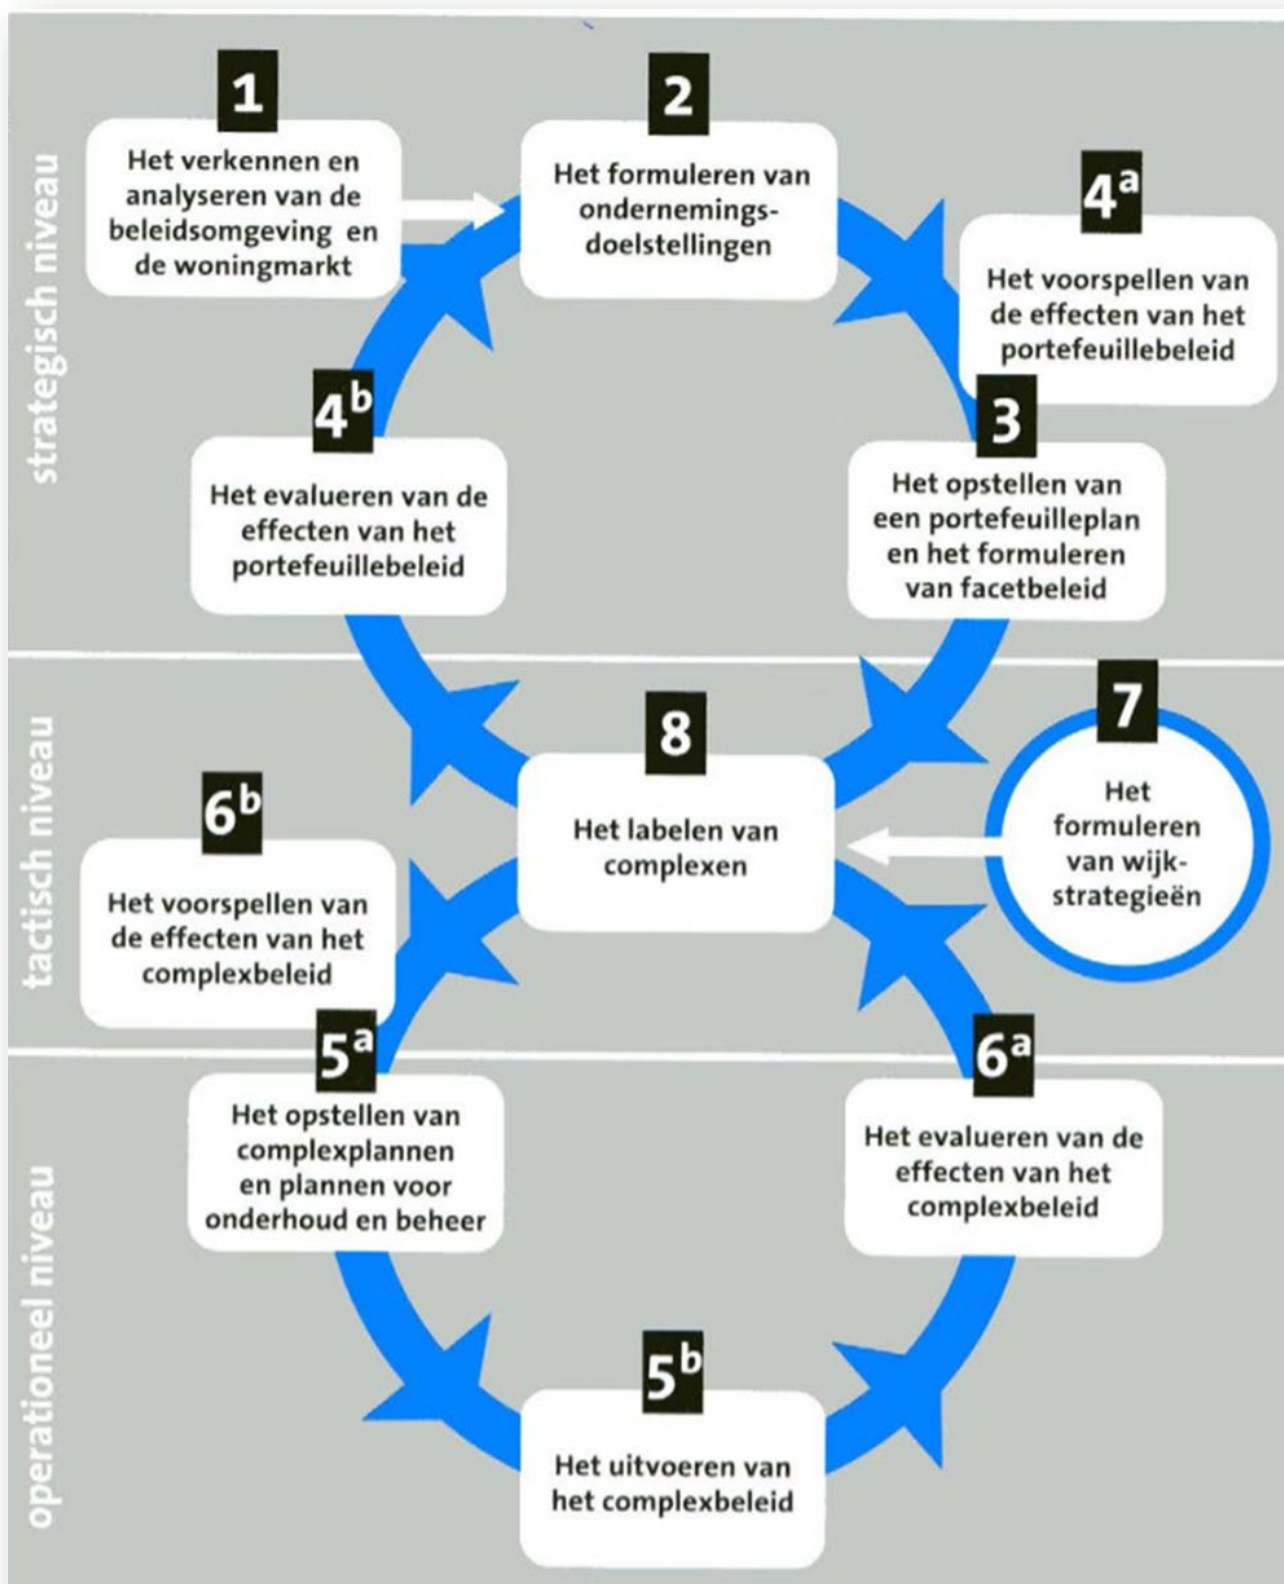 strategisch niveau
1
Het verkennen en
analyseren van de
beleidsomgeving en
de woningmarkt
2
Het formuleren van
ondernemings-
doelstellingen
4a
Het voorspellen van
de effecten van het
portefeuillebeleid
3
Het opstellen van
een portefeuilleplan
en het formuleren
van facetbeleid
4b
Het evalueren van de
effecten van het
portefeuillebeleid
tactisch niveau
8
Het labelen van
complexen
7
Het
formuleren
van wijk-
strategieën
6b
Het voorspellen van
de effecten van het
complexbeleid
operationeel niveau
5a
Het opstellen van
complexplannen
en plannen voor
onderhoud en beheer
6a
Het evalueren van de
effecten van het
complexbeleid
5b
Het uitvoeren van
het complexbeleid